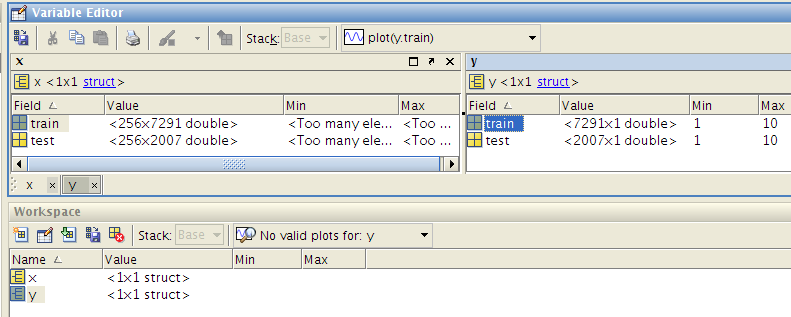 Variable Editor
Stack: Base plot(y.train)
x
x <1x1 struct>
Field Value Min Max
train <256x7291 double> <Too many ele... <Too ...
test <256x2007 double> <Too many ele... <Too ...
x y
y
y <1x1 struct>
Field Value Min Max
train <7291x1 double> 1 10
test <2007x1 double> 1 10
Workspace
Stack: Base No valid plots for: y
Name Value Min Max
x <1x1 struct>
y <1x1 struct>